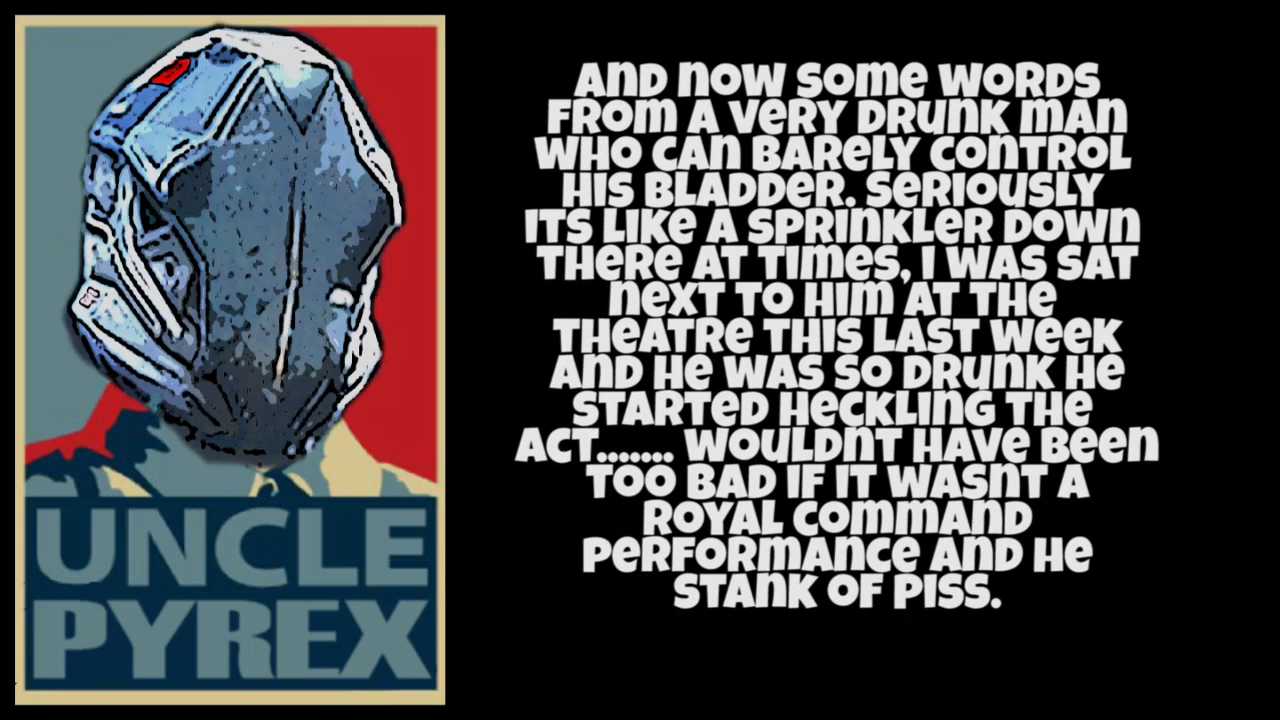 UNCLE
PYREX
AND NOW SOME WORDS
FROM A VERY DRUNK MAN
WHO CAN BARELY CONTROL
HIS BLADDER. SERIOUSLY
ITS LIKE A SPRINKLER DOWN
THERE AT TIMES, I WAS SAT
NEXT TO HIM AT THE
THEATRE THIS LAST WEEK
AND HE WAS SO DRUNK HE
STARTED HECKLING THE
ACT....... WOULDNT HAVE BEEN
TOO BAD IF IT WASNT A
ROYAL COMMAND
PERFORMANCE AND HE
STANK OF PISS.